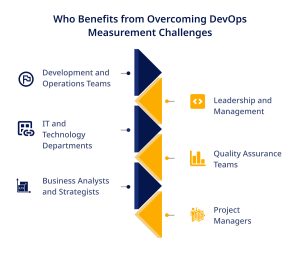 Who Benefits from Overcoming DevOps
Measurement Challenges
Development and
Operations Teams
Leadership and
Management
IT and
Technology
Departments
Quality Assurance
Teams
Business Analysts
and Strategists
Project
Managers